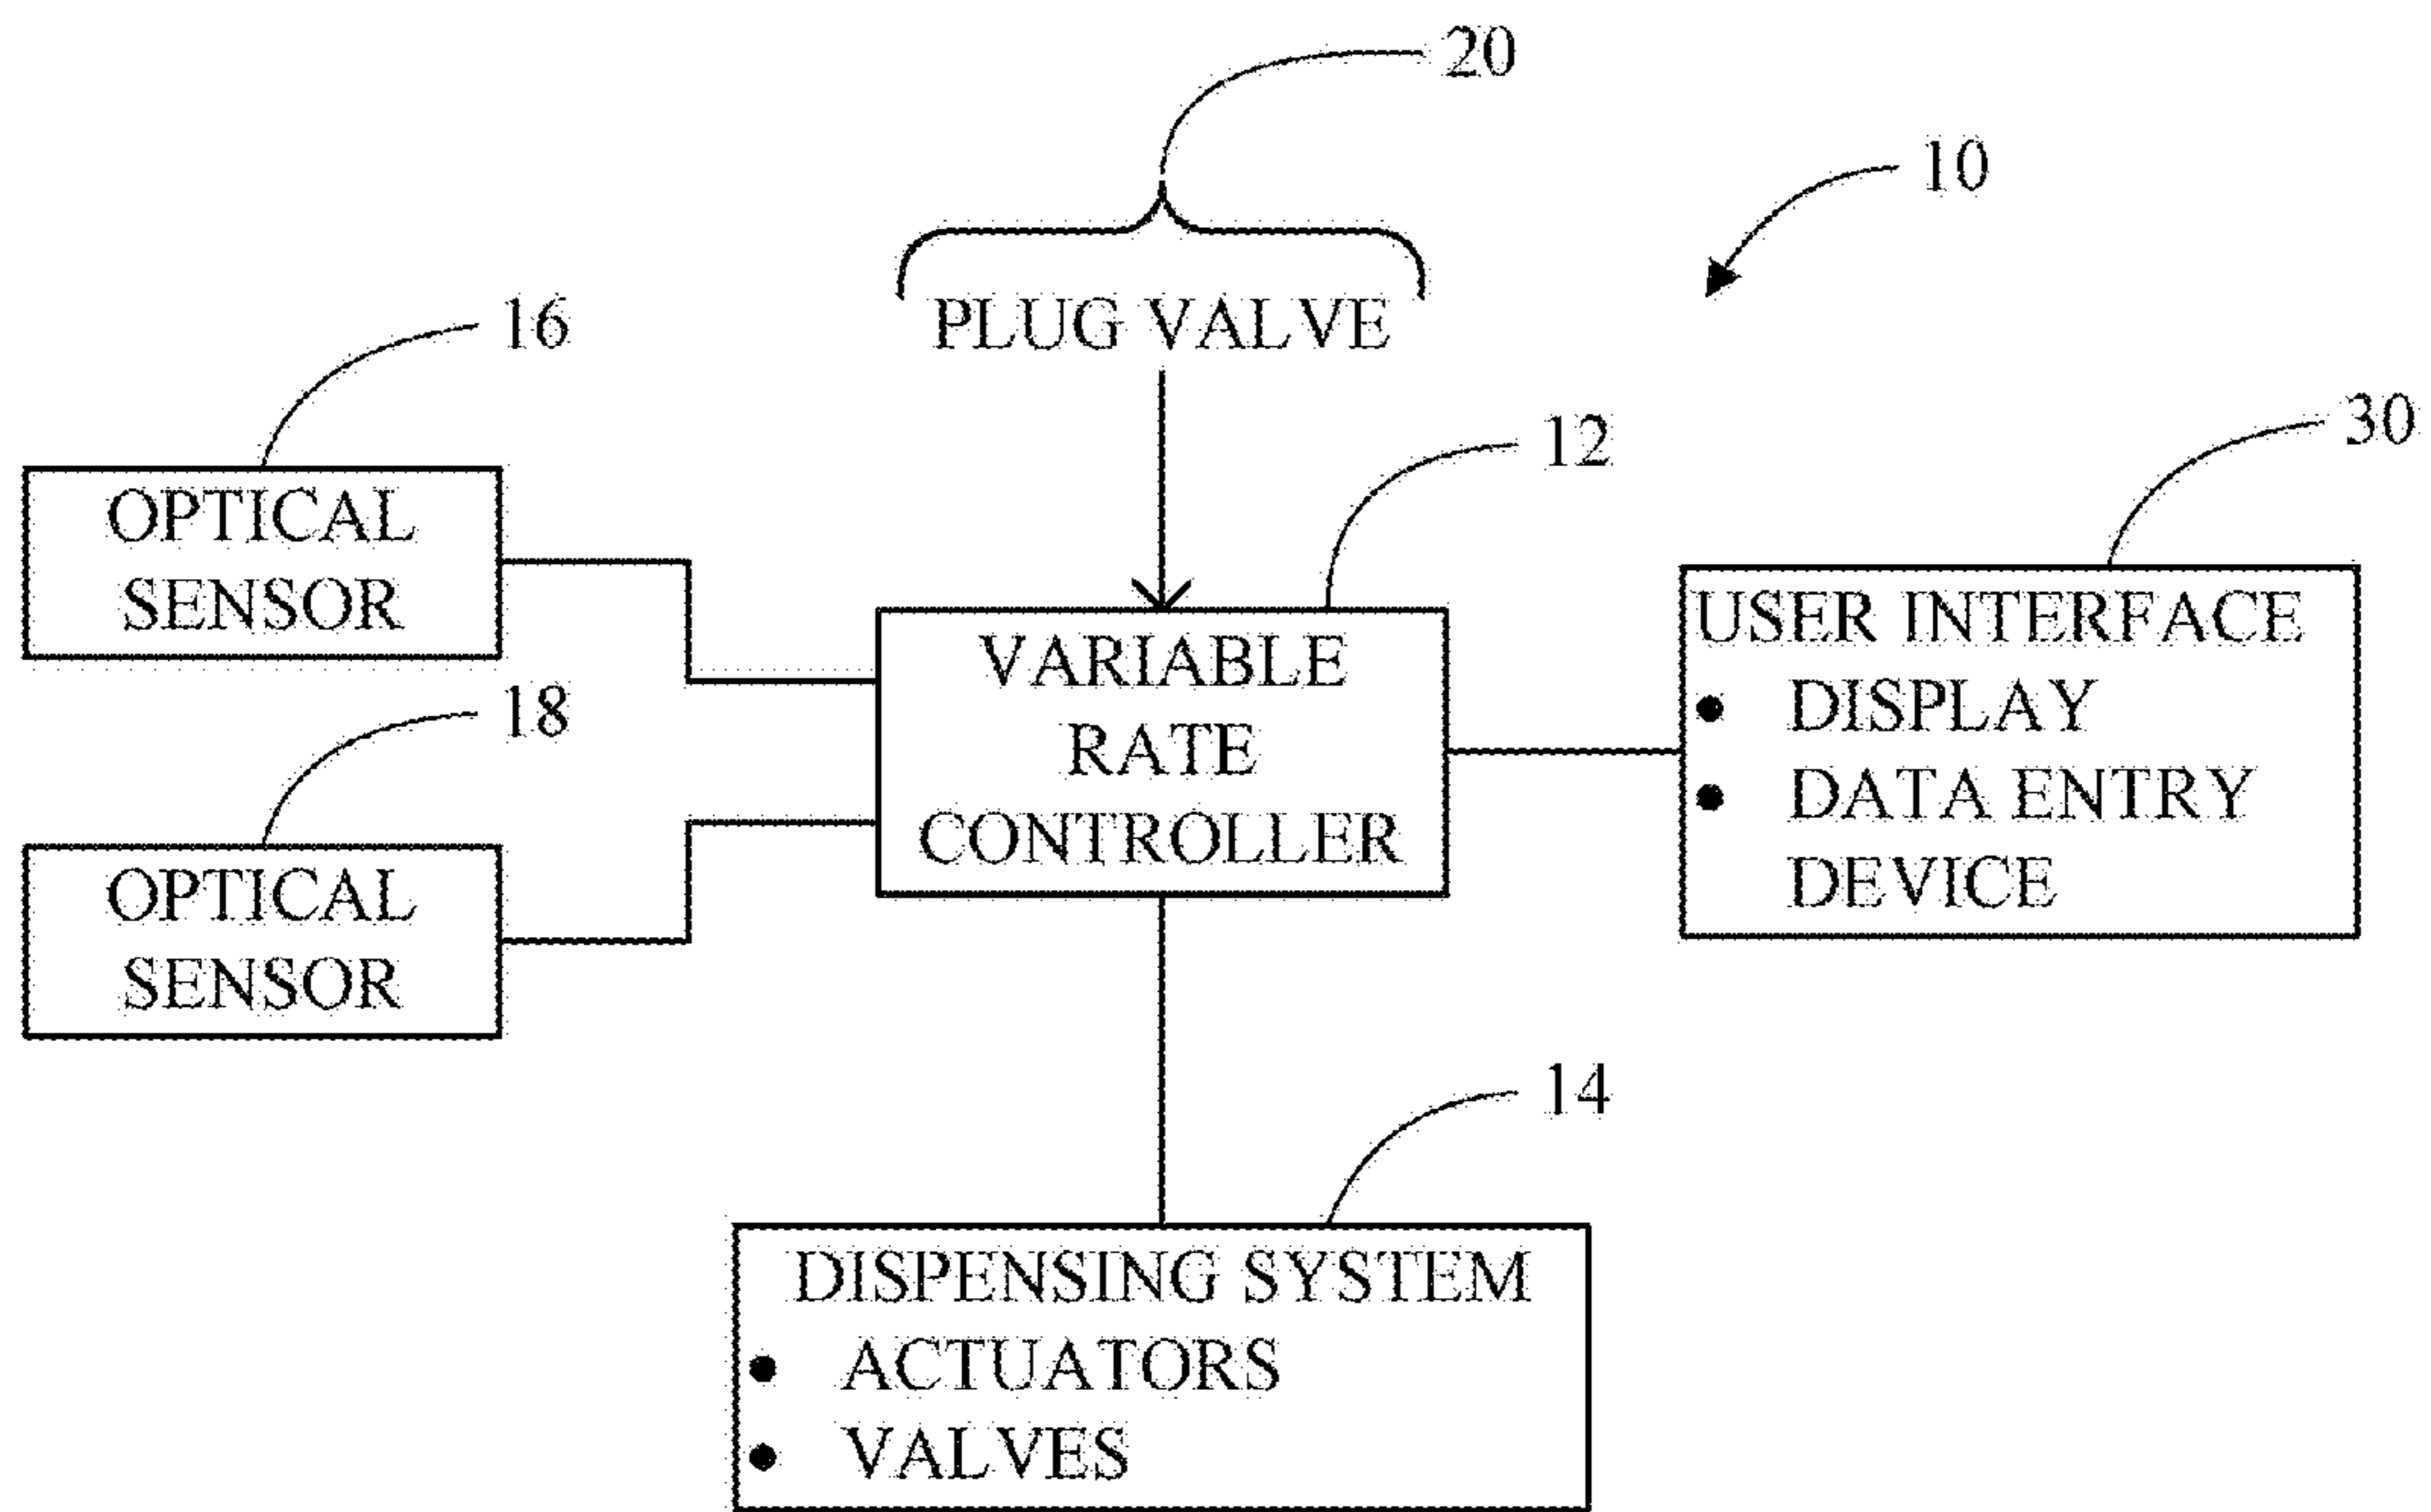 20
10
PLUG VALVE
16
30
12
OPTICAL
SENSOR
USER INTERFACE
• DISPLAY
• DATA ENTRY
DEVICE
VARIABLE
RATE
CONTROLLER
18
OPTICAL
SENSOR
14
DISPENSING SYSTEM
• ACTUATORS
• VALVES